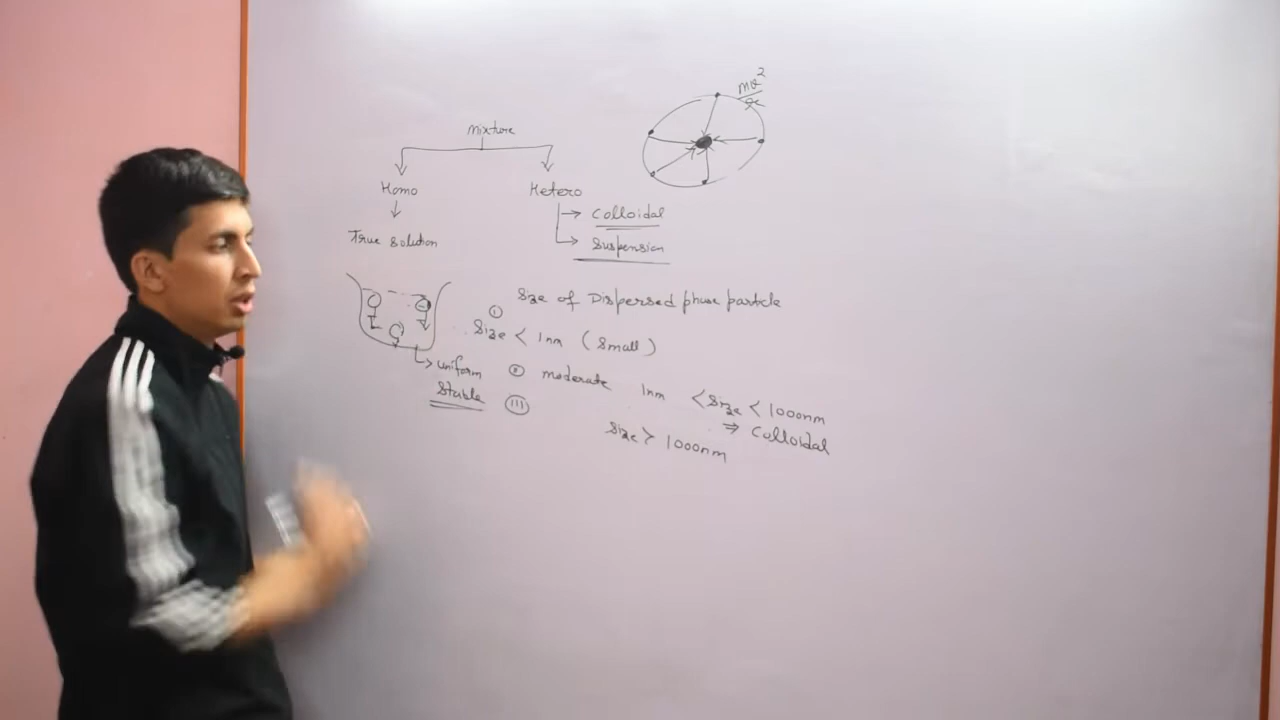 mv²/r
Mixture
Homo
Hetero
True solution
→ Colloidal
→ Suspension
Size of Dispersed phase particle
① Size < 1nm (Small)
→ uniform
Stable
② moderate 1nm < Size < 1000nm
⇒ Colloidal
(III) Size > 1000nm